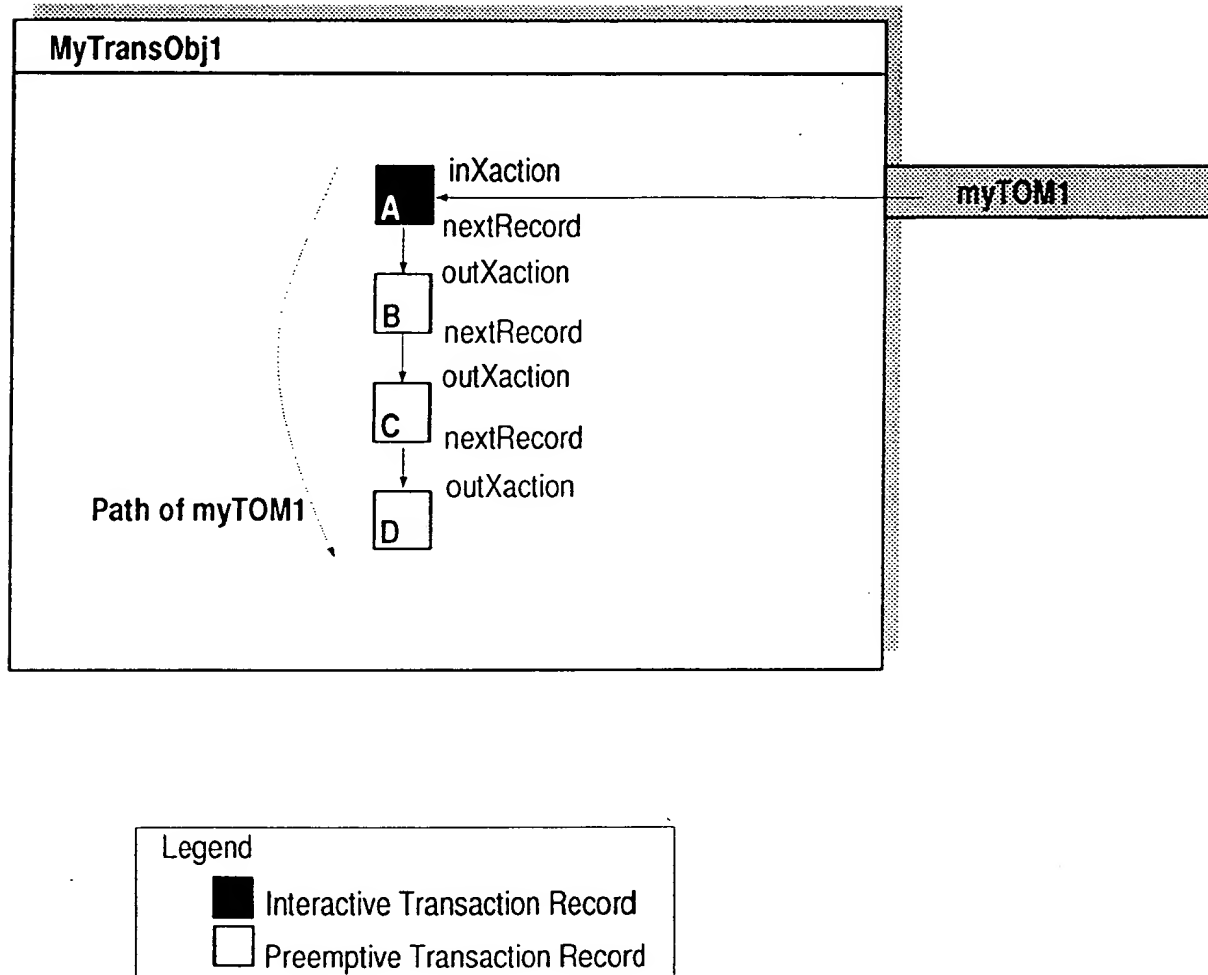 MyTransObj1
inXaction
myTOM1
A
nextRecord
outXaction
B
nextRecord
outXaction
C
nextRecord
outXaction
Path of myTOM1
D
Legend
Interactive Transaction Record
Preemptive Transaction Record